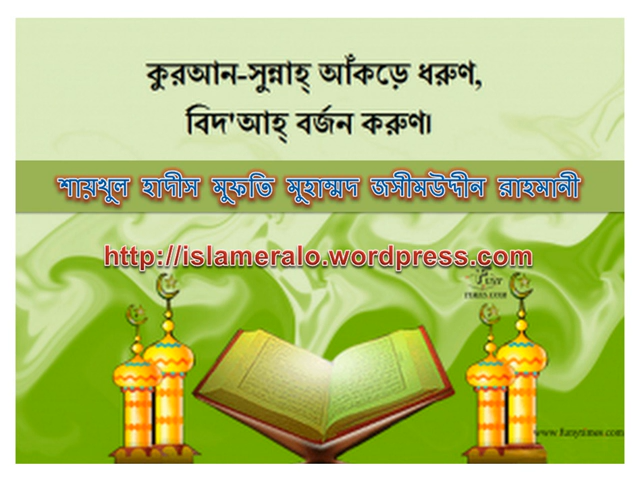 কুরআন-সুন্নাহ্ আঁকড়ে ধরুণ,
বিদ'আহ্ বর্জন করুণ।
শায়খুল হাদীস মুফতি মুহাম্মদ জসীমউদ্দীন রাহমানী
http://islameralo.wordpress.com
www.funytimes.com